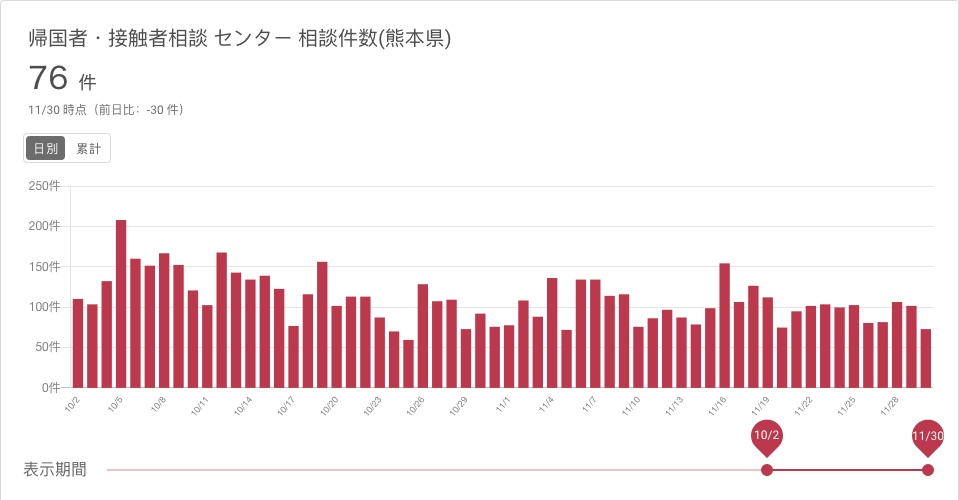 帰国者・接触者相談 センター 相談件数(熊本県)
76 件
11/30 時点（前日比: -30 件）
日別 累計
250件
200件
150件
100件
50件
0件
10/2 10/5 10/8 10/11 10/14 10/17 10/20 10/23 10/26 10/29 11/1 11/4 11/7 11/10 11/13 11/16 11/19 11/22 11/25 11/28
10/2 11/30
表示期間